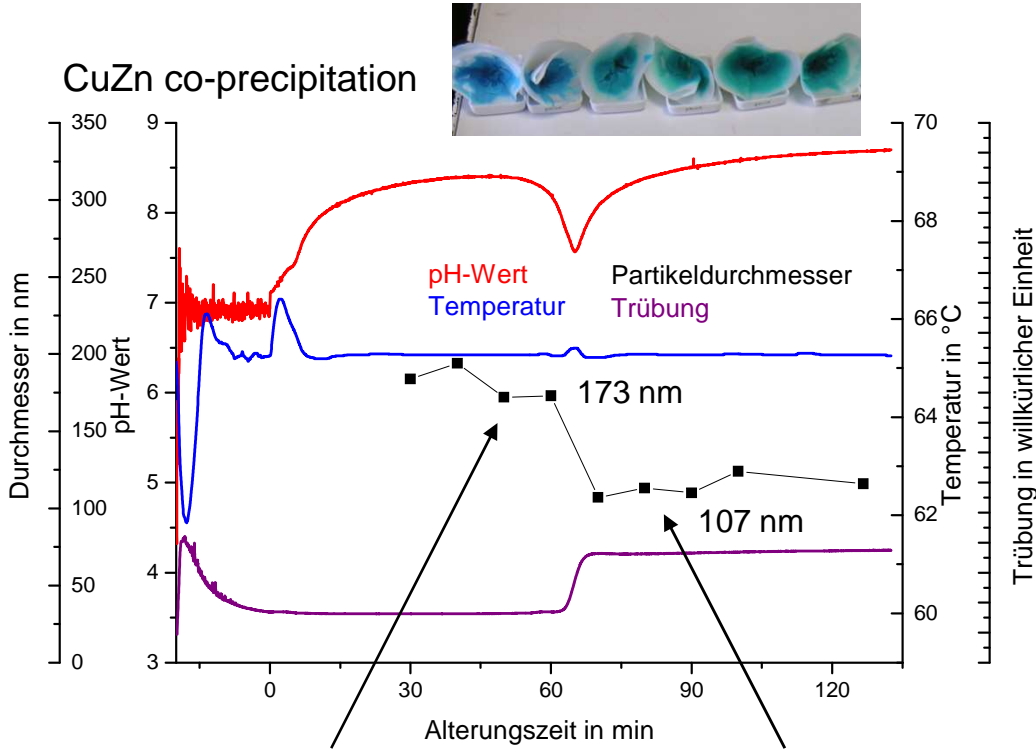 CuZn co-precipitation
350
300
250
200
150
100
50
0
Durchmesser in nm
9
8
7
6
5
4
3
pH-Wert
pH-Wert
Temperatur
Partikeldurchmesser
Trübung
173 nm
107 nm
70
68
66
64
62
60
Temperatur in °C
Trübung in willkürlicher Einheit
0 30 60 90 120
Alterungszeit in min